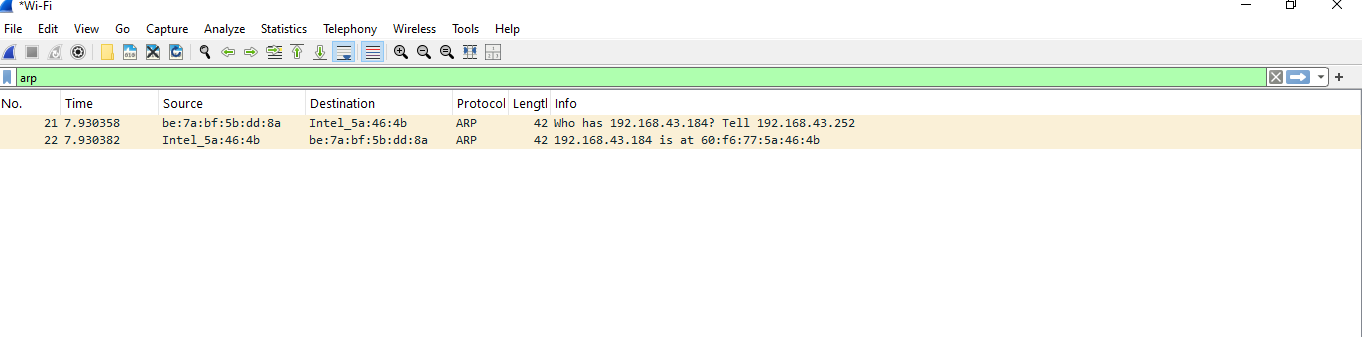 *Wi-Fi
File Edit View Go Capture Analyze Statistics Telephony Wireless Tools Help
arp
No. Time Source Destination Protocol Lengtl Info
21 7.930358 be:7a:bf:5b:dd:8a Intel_5a:46:4b ARP 42 Who has 192.168.43.184? Tell 192.168.43.252
22 7.930382 Intel_5a:46:4b be:7a:bf:5b:dd:8a ARP 42 192.168.43.184 is at 60:f6:77:5a:46:4b